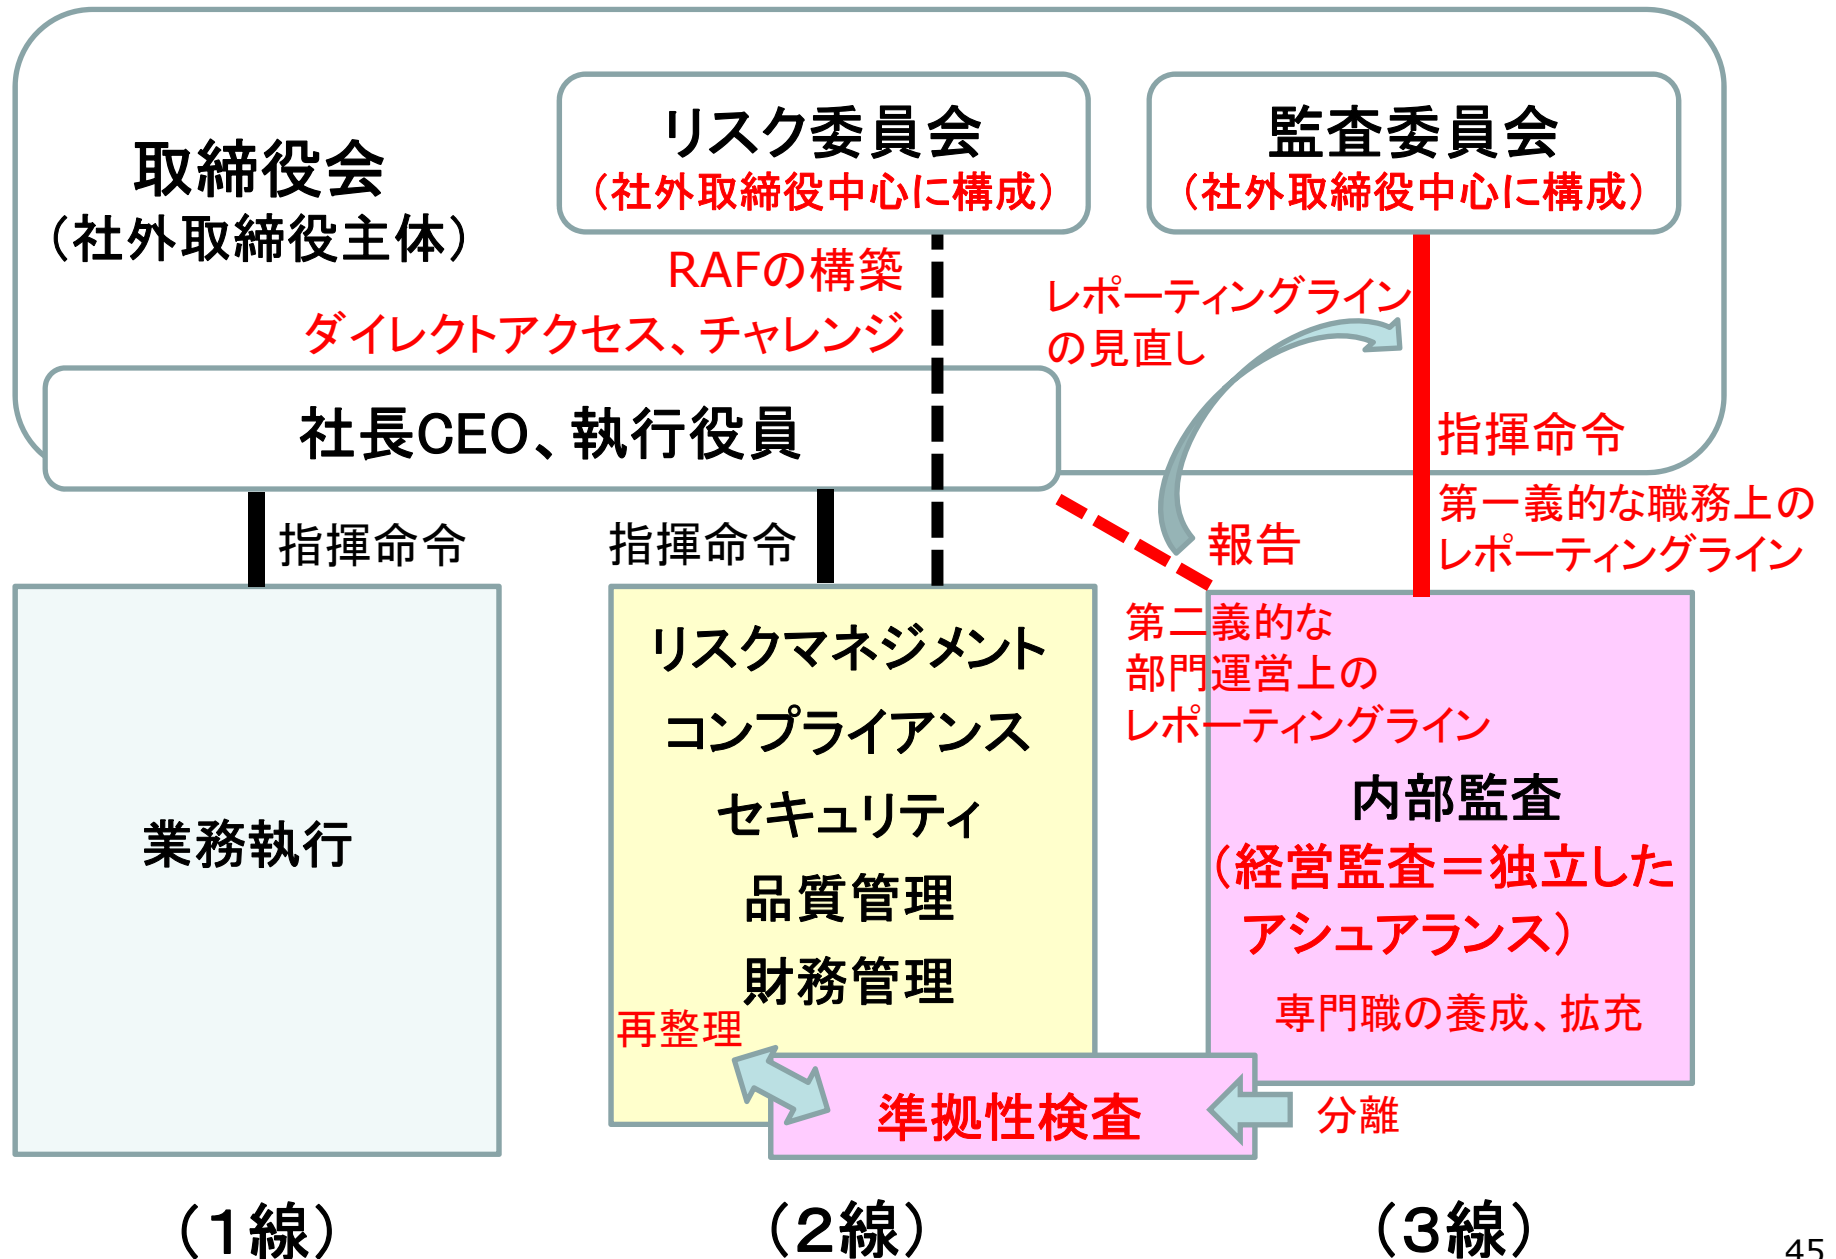 取締役会
（社外取締役主体）
リスク委員会
（社外取締役中心に構成）
監査委員会
（社外取締役中心に構成）
RAFの構築
ダイレクトアクセス、チャレンジ
レポーティングライン
の見直し
社長CEO、執行役員
指揮命令
第一義的な職務上の
レポーティングライン
指揮命令
指揮命令
報告
第二義的な
部門運営上の
レポーティングライン
業務執行
リスクマネジメント
コンプライアンス
セキュリティ
品質管理
財務管理
再整理
内部監査
（経営監査＝独立した
アシュアランス）
専門職の養成、拡充
準拠性検査
分離
（１線）
（２線）
（３線）
45